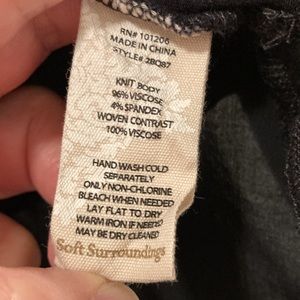 RN# 101206
MADE IN CHINA
STYLE# 2BQ87
KNIT BODY
96% VISCOSE
4% SPANDEX
WOVEN CONTRAST
100% VISCOSE
HAND WASH COLD
SEPARATELY
ONLY NON-CHLORINE
BLEACH WHEN NEEDED
LAY FLAT TO DRY
WARM IRON IF NEEDED
MAY BE DRY CLEANED
Soft Surroundings